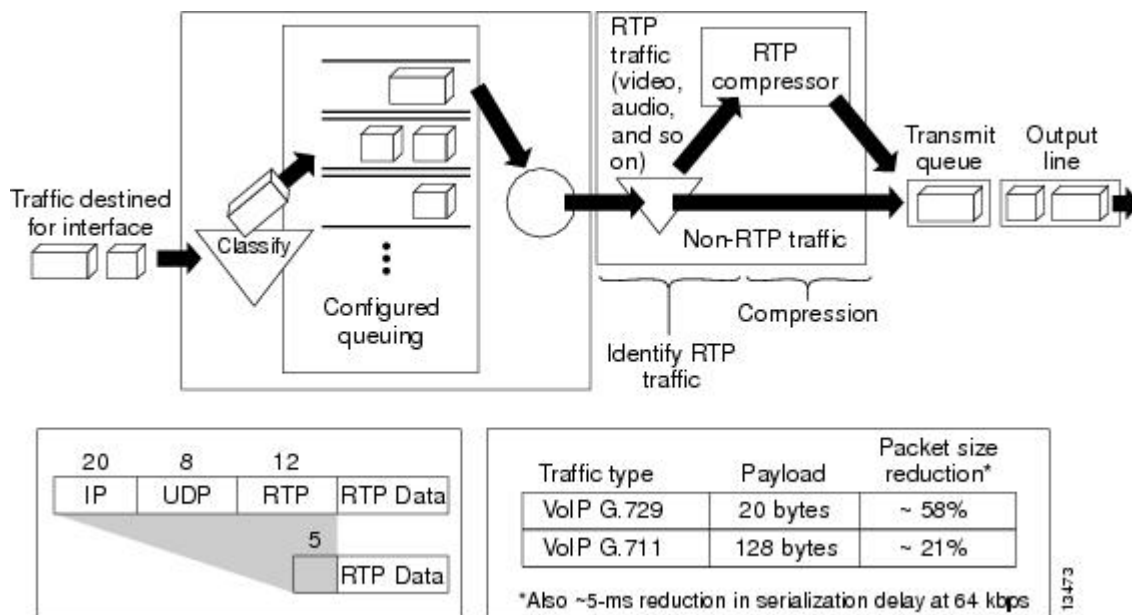 RTP
traffic
(video,
audio,
and so
on)
RTP
compressor
Transmit
queue
Output
line
Traffic destined
for interface
Classify
Configured
queuing
Non-RTP traffic
Compression
Identify RTP
traffic
20 8 12
IP UDP RTP RTP Data
5
RTP Data
Traffic type Payload Packet size
reduction*
VoIP G.729 20 bytes ~ 58%
VoIP G.711 128 bytes ~ 21%
*Also ~5-ms reduction in serialization delay at 64 kbps
13473